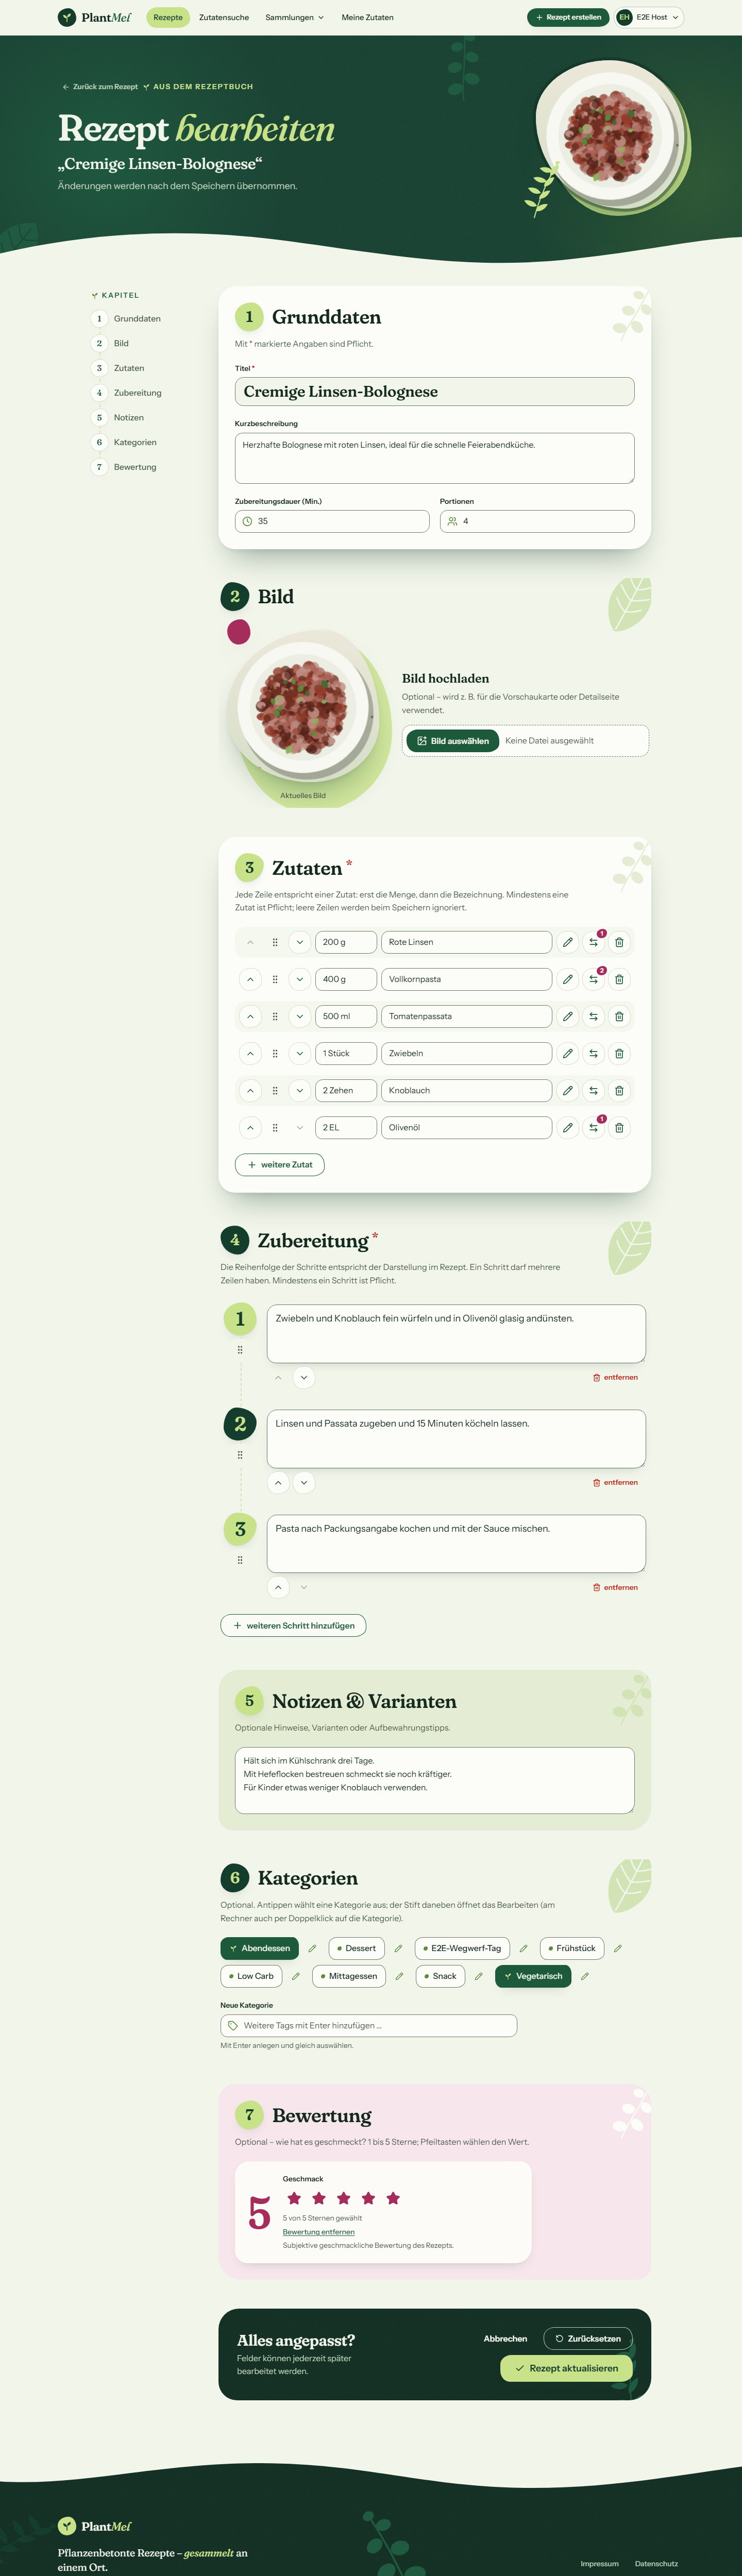 PlantMel
Rezepte
Zutatensuche
Sammlungen
Meine Zutaten
Rezept erstellen
EH
E2E Host
Zurück zum Rezept
AUS DEM REZEPTBUCH
Rezept bearbeiten
„Cremige Linsen-Bolognese“
Änderungen werden nach dem Speichern übernommen.
KAPITEL
1 Grunddaten
2 Bild
3 Zutaten
4 Zubereitung
5 Notizen
6 Kategorien
7 Bewertung
1 Grunddaten
Mit * markierte Angaben sind Pflicht.
Titel *
Cremige Linsen-Bolognese
Kurzbeschreibung
Herzhafte Bolognese mit roten Linsen, ideal für die schnelle Feierabendküche.
Zubereitungsdauer (Min.)
Portionen
35
4
2 Bild
Aktuelles Bild
Bild hochladen
Optional – wird z. B. für die Vorschaukarte oder Detailseite
verwendet.
Bild auswählen
Keine Datei ausgewählt
3 Zutaten *
Jede Zeile entspricht einer Zutat: erst die Menge, dann die Bezeichnung. Mindestens eine
Zutat ist Pflicht; leere Zeilen werden beim Speichern ignoriert.
200 g Rote Linsen 1
400 g Vollkornpasta 2
500 ml Tomatenpassata
1 Stück Zwiebeln
2 Zehen Knoblauch
2 EL Olivenöl 1
weitere Zutat
4 Zubereitung *
Die Reihenfolge der Schritte entspricht der Darstellung im Rezept. Ein Schritt darf mehrere
Zeilen haben. Mindestens ein Schritt ist Pflicht.
1
Zwiebeln und Knoblauch fein würfeln und in Olivenöl glasig andünsten.
entfernen
2
Linsen und Passata zugeben und 15 Minuten köcheln lassen.
entfernen
3
Pasta nach Packungsangabe kochen und mit der Sauce mischen.
entfernen
weiteren Schritt hinzufügen
5 Notizen & Varianten
Optionale Hinweise, Varianten oder Aufbewahrungstipps.
Hält sich im Kühlschrank drei Tage.
Mit Hefeflocken bestreuen schmeckt sie noch kräftiger.
Für Kinder etwas weniger Knoblauch verwenden.
6 Kategorien
Optional. Antippen wählt eine Kategorie aus; der Stift daneben öffnet das Bearbeiten (am
Rechner auch per Doppelklick auf die Kategorie).
Abendessen
Dessert
E2E-Wegwerf-Tag
Frühstück
Low Carb
Mittagessen
Snack
Vegetarisch
Neue Kategorie
Weitere Tags mit Enter hinzufügen ...
Mit Enter anlegen und gleich auswählen.
7 Bewertung
Optional – wie hat es geschmeckt? 1 bis 5 Sterne; Pfeiltasten wählen den Wert.
5
Geschmack
5 von 5 Sternen gewählt
Bewertung entfernen
Subjektive geschmackliche Bewertung des Rezepts.
Alles angepasst?
Felder können jederzeit später
bearbeitet werden.
Abbrechen
Zurücksetzen
Rezept aktualisieren
PlantMel
Pflanzenbetonte Rezepte – gesammelt an
einem Ort.
Impressum
Datenschutz